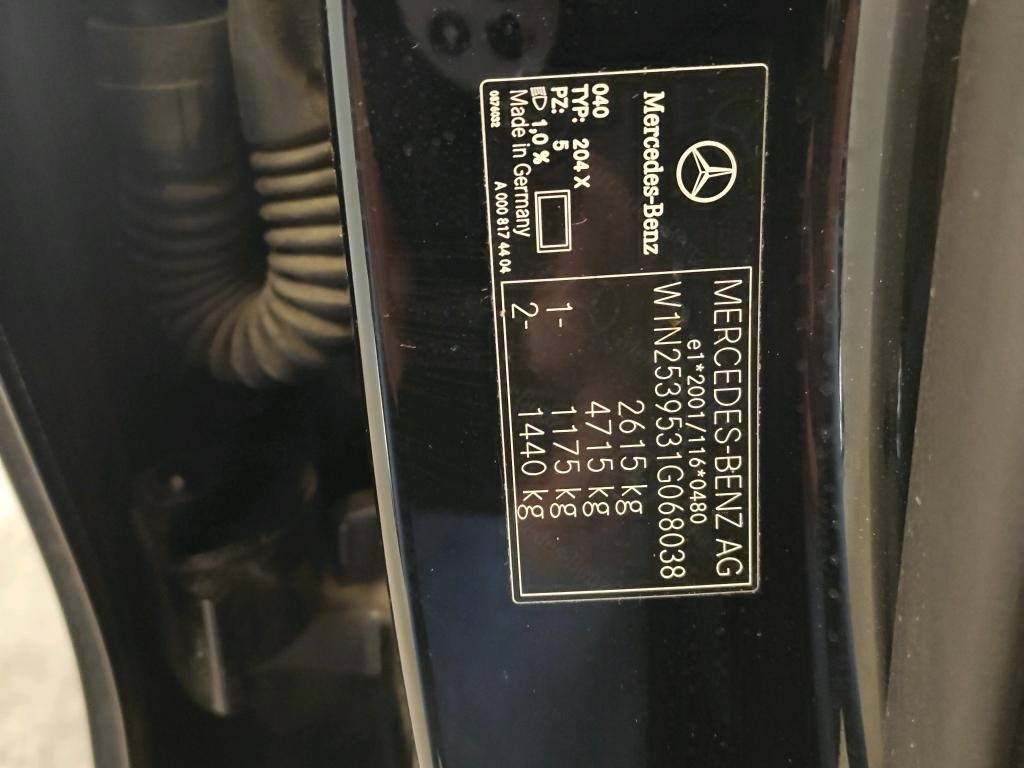 Mercedes-Benz
040
TYP: 204 X
PZ: 5
1,0 %
Made in Germany
0876032
A 000 817 44 04
MERCEDES-BENZ AG
e1*2001/116*0480
W1N2539531G068038
2615 kg
4715 kg
1- 1175 kg
2- 1440 kg